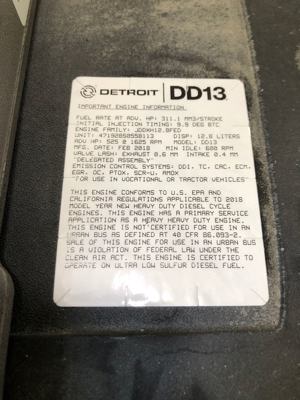 DETROIT DD13
IMPORTANT ENGINE INFORMATION
FUEL RATE AT ADV. HP: 311.1 MM3/STROKE
INITIAL INJECTION TIMING: 9.9 DEG BTC
ENGINE FAMILY: JDDXH12.8FED
UNIT: 471928S0558113 DISP: 12.8 LITERS
ADV HP: 525 @ 1625 RPM MODEL: DD13
MFG. DATE: FEB 2018 MIN IDLE: 600 RPM
VALVE LASH: EXHAUST 0.6 MM INTAKE 0.4 MM
"DELEGATED ASSEMBLY"
EMISSION CONTROL SYSTEMS: DDI, TC, CAC, ECM,
EGR, OC, PTOX, SCR-U, AMOX
"FOR USE IN VOCATIONAL OR TRACTOR VEHICLES"
THIS ENGINE CONFORMS TO U.S. EPA AND
CALIFORNIA REGULATIONS APPLICABLE TO 2018
MODEL YEAR NEW HEAVY DUTY DIESEL CYCLE
ENGINES. THIS ENGINE HAS A PRIMARY SERVICE
APPLICATION AS A HEAVY HEAVY DUTY ENGINE.
THIS ENGINE IS NOT CERTIFIED FOR USE IN AN
URBAN BUS AS DEFINED AT 40 CFR 86.093-2.
SALE OF THIS ENGINE FOR USE IN AN URBAN BUS
IS A VIOLATION OF FEDERAL LAW UNDER THE
CLEAN AIR ACT. THIS ENGINE IS CERTIFIED TO
OPERATE ON ULTRA LOW SULFUR DIESEL FUEL.